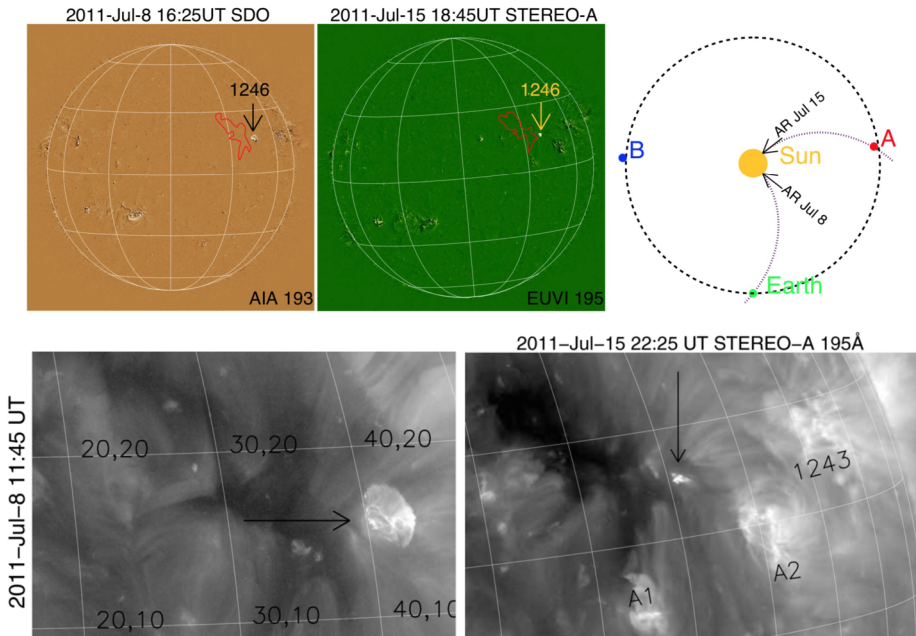 2011-Jul-8 16:25UT SDO
1246
AIA 193
2011-Jul-15 18:45UT STEREO-A
1246
EUVI 195
AR Jul 15
A
B
Sun
AR Jul 8
Earth
2011-Jul-8 11:45 UT
20,20
30,20
40,20
20,10
30,10
40,10
2011-Jul-15 22:25 UT STEREO-A 195Å
1243
A2
A1